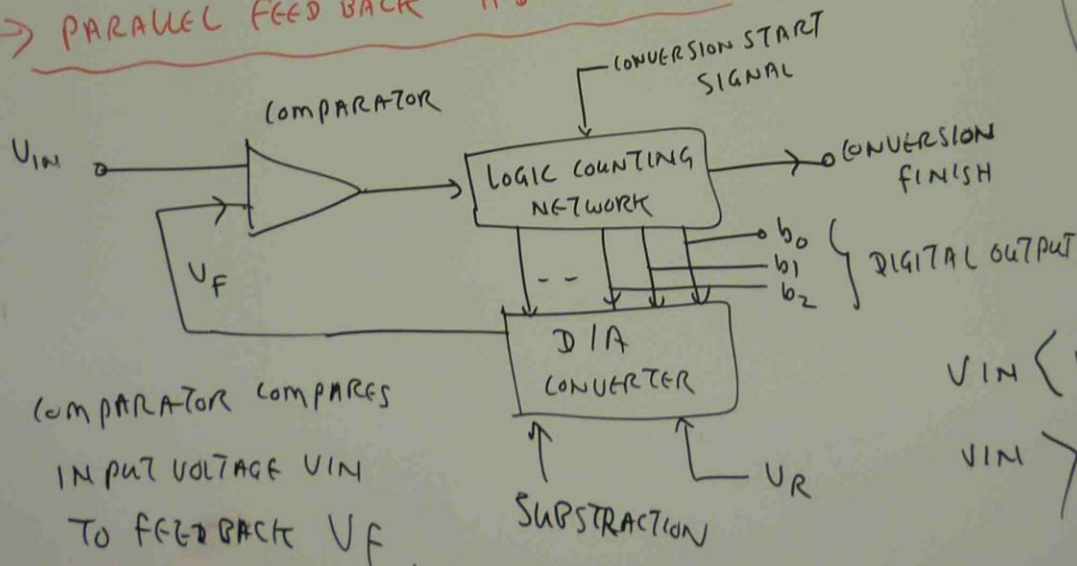 → PARALLEL FEED BACK
COMPARATOR
CONVERSION START
SIGNAL
VIN
LOGIC COUNTING
NETWORK
CONVERSION
FINISH
VF
--
b0
b1
b2
DIGITAL OUTPUT
D/A
CONVERTER
VIN <
COMPARATOR COMPARES
INPUT VOLTAGE VIN
TO FEEDBACK VF
SUBSTRACTION
VR
VIN >